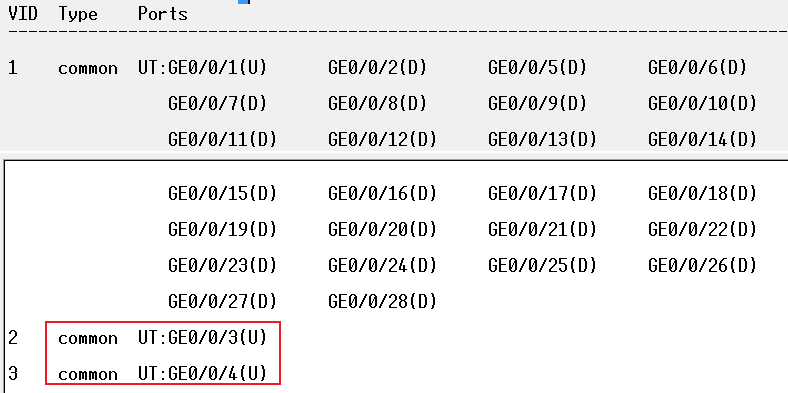 VID  Type    Ports
--------------------------------------------------------------------------------
1    common  UT:GE0/0/1(U)      GE0/0/2(D)      GE0/0/5(D)      GE0/0/6(D)
                GE0/0/7(D)      GE0/0/8(D)      GE0/0/9(D)      GE0/0/10(D)
                GE0/0/11(D)     GE0/0/12(D)     GE0/0/13(D)     GE0/0/14(D)
                GE0/0/15(D)     GE0/0/16(D)     GE0/0/17(D)     GE0/0/18(D)
                GE0/0/19(D)     GE0/0/20(D)     GE0/0/21(D)     GE0/0/22(D)
                GE0/0/23(D)     GE0/0/24(D)     GE0/0/25(D)     GE0/0/26(D)
                GE0/0/27(D)     GE0/0/28(D)
2    common  UT:GE0/0/3(U)
3    common  UT:GE0/0/4(U)